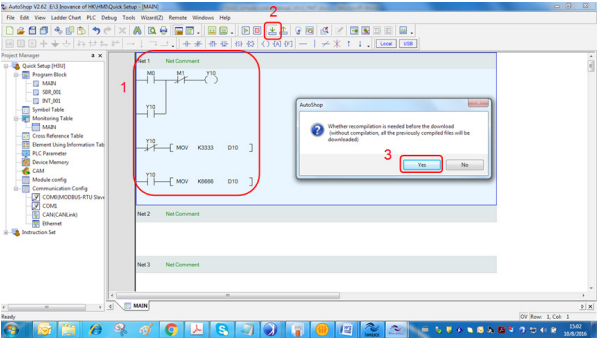 AutoShop V2.62 E:\3 Inovance of HK\HMI\Quick Setup - [MAIN]
File Edit View Ladder Chart PLC Debug Tools Wizard(Z) Remote Windows Help
2
Local USB
Project Manager
Quick Setup [H3U]
Program Block
MAIN
SBR_001
INT_001
Symbol Table
Monitoring Table
MAIN
Cross Reference Table
Element Using Information Tab
PLC Parameter
Device Memory
CAM
Module config
Communication Config
COM0(MODBUS-RTU Slave
COM1
CAN(CANLink)
Ethernet
Instruction Set
1
Net 1 Net Comment
M0 M1 Y10
Y10
Y10
MOV K3333 D10
Y10
MOV K6666 D10
Net 2 Net Comment
Net 3 Net Comment
AutoShop
Whether recompilation is needed before the download
(without compilation, all the previously compiled files will be
downloaded)
3
Yes No
MAIN
Ready
OV Row: 1, Col: 1
15:02
10/8/2016